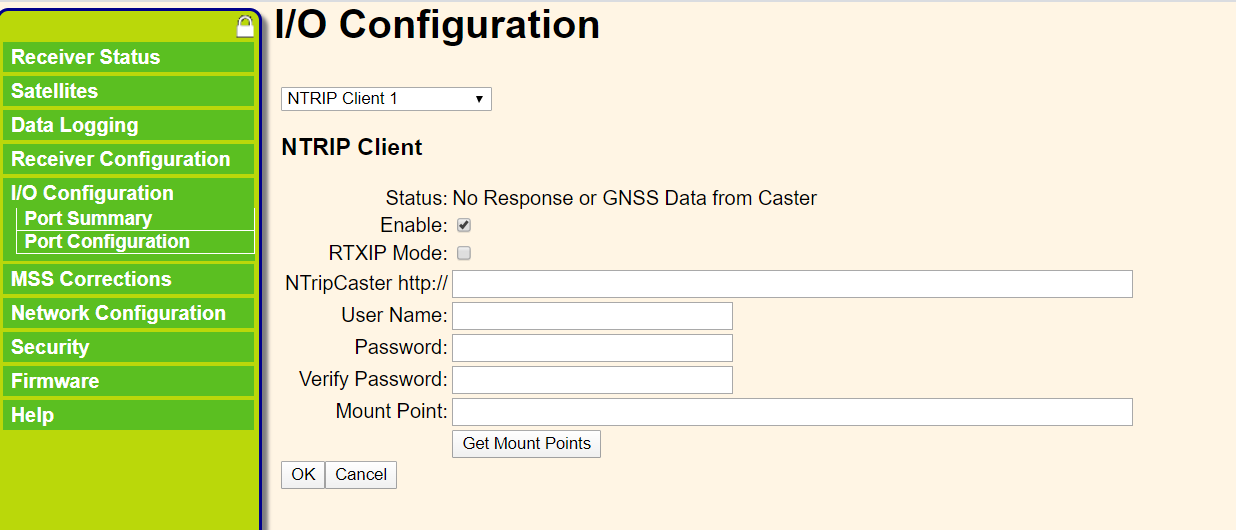 I/O Configuration
Receiver Status
Satellites
Data Logging
Receiver Configuration
I/O Configuration
Port Summary
Port Configuration
MSS Corrections
Network Configuration
Security
Firmware
Help
NTRIP Client 1
NTRIP Client
Status: No Response or GNSS Data from Caster
Enable:
RTXIP Mode:
NTripCaster http://
User Name:
Password:
Verify Password:
Mount Point:
Get Mount Points
OK Cancel